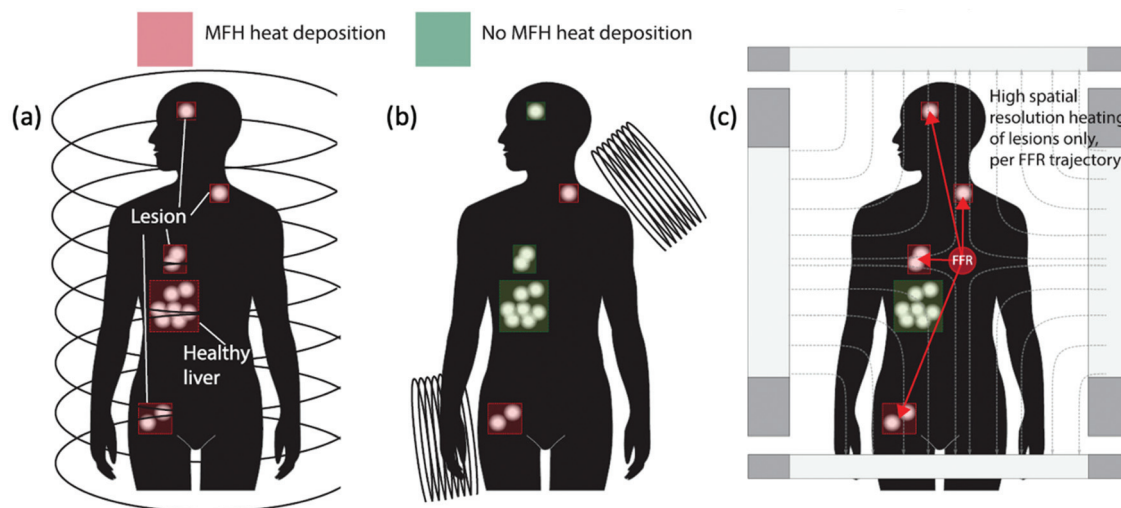 MFH heat deposition
No MFH heat deposition
(a)
Lesion
Healthy
liver
(b)
(c)
High spatial
resolution heating
of lesions only,
per FFR trajectory
FFR